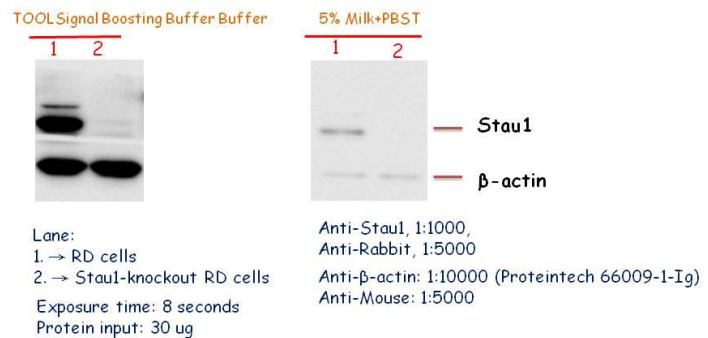 TOOL Signal Boosting Buffer Buffer
1 2
5% Milk+PBST
1 2
Stau1
β-actin
Lane:
1. → RD cells
2. → Stau1-knockout RD cells
Exposure time: 8 seconds
Protein input: 30 ug
Anti-Stau1, 1:1000,
Anti-Rabbit, 1:5000
Anti-β-actin: 1:10000 (Proteintech 66009-1-Ig)
Anti-Mouse: 1:5000